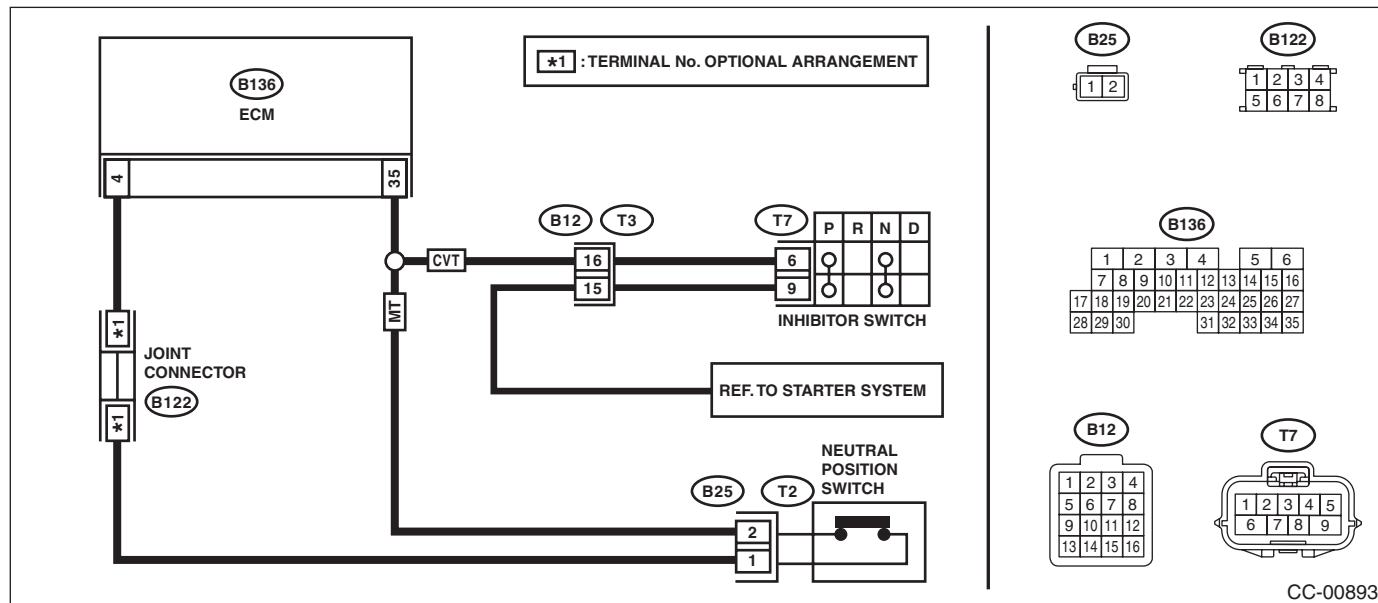 B136
ECM
4
35
*1 : TERMINAL No. OPTIONAL ARRANGEMENT
B12 T3 T7
P R N D
CVT 16 6
15 9
INHIBITOR SWITCH
MT
*1
JOINT
CONNECTOR
B122
*1
REF. TO STARTER SYSTEM
NEUTRAL
POSITION
SWITCH
B25 T2
2
1
B25
1 2
B122
1 2 3 4
5 6 7 8
B136
1 2 3 4 5 6
7 8 9 10 11 12 13 14 15 16
17 18 19 20 21 22 23 24 25 26 27
28 29 30 31 32 33 34 35
B12
1 2 3 4
5 6 7 8
9 10 11 12
13 14 15 16
T7
1 2 3 4 5
6 7 8 9
CC-00893